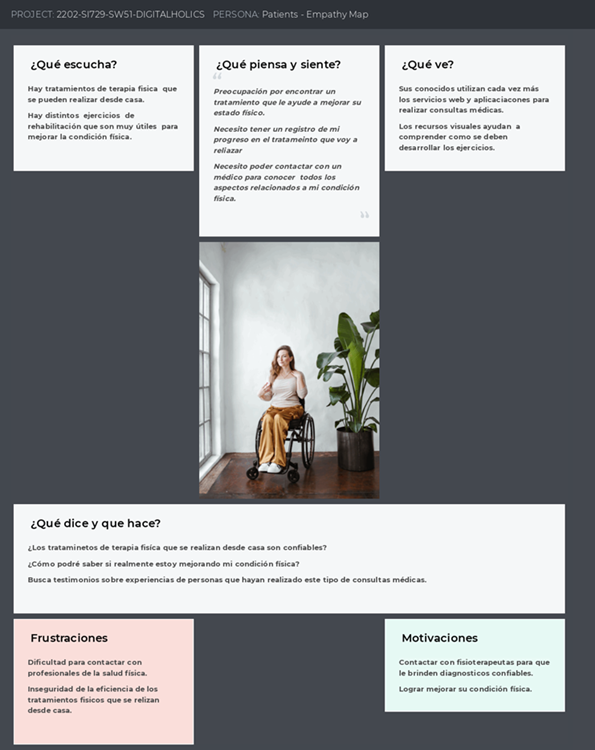 PROJECT: 2202-SI729-SW51-DIGITALHOLICS PERSONA: Patients - Empathy Map
¿Qué escucha?
Hay tratamientos de terapia física que
se pueden realizar desde casa.
Hay distintos ejercicios de
rehabilitación que son muy útiles para
mejorar la condición física.
¿Qué piensa y siente?
“
Preocupación por encontrar un
tratamiento que le ayude a mejorar su
estado físico.
Necesito tener un registro de mi
progreso en el tratameinto que voy a
reliazar
Necesito poder contactar con un
médico para conocer todos los
aspectos relacionados a mi condición
física.
”
¿Qué ve?
Sus conocidos utilizan cada vez más
los servicios web y aplicaciaciones para
realizar consultas médicas.
Los recursos visuales ayudan a
comprender como se deben
desarrollar los ejercicios.
¿Qué dice y que hace?
¿Los trataminetos de terapia física que se realizan desde casa son confiables?
¿Cómo podré saber si realmente estoy mejorando mi condición física?
Busca testimonios sobre experiencias de personas que hayan realizado este tipo de consultas médicas.
Frustraciones
Dificultad para contactar con
profesionales de la salud física.
Inseguridad de la eficiencia de los
tratamientos físicos que se relizan
desde casa.
Motivaciones
Contactar con fisioterapeutas para que
le brinden diagnosticos confiables.
Lograr mejorar su condición física.